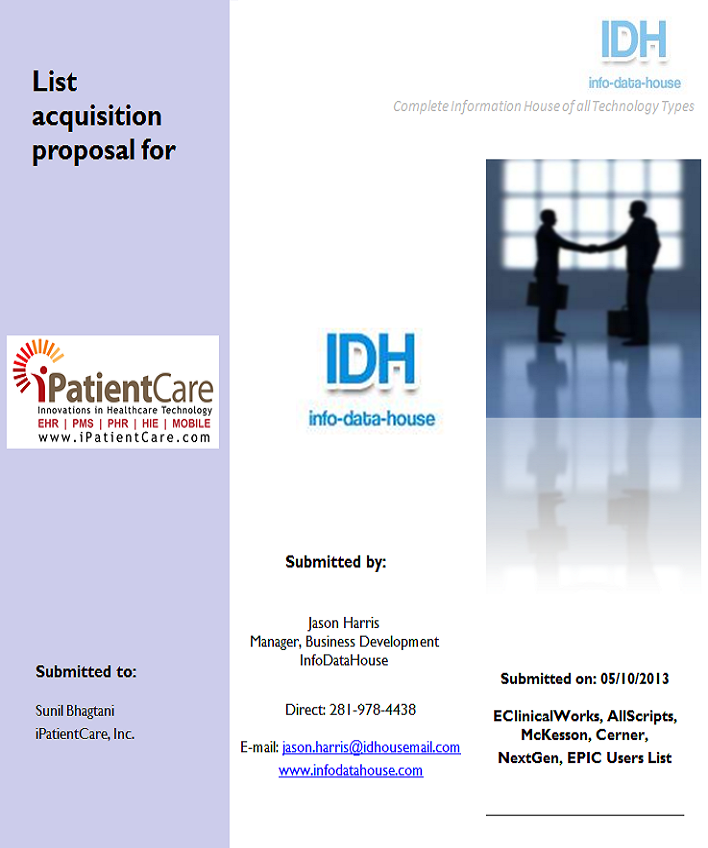 List
acquisition
proposal for
iPatientCare
Innovations in Healthcare Technology
EHR | PMS | PHR | HIE | MOBILE
www.iPatientCare.com
Submitted to:
Sunil Bhagtani
iPatientCare, Inc.
IDH
info-data-house
Submitted by:
Jason Harris
Manager, Business Development
InfoDataHouse
Direct: 281-978-4438
E-mail: jason.harris@idhousemail.com
www.infodatahouse.com
IDH
info-data-house
Complete Information House of all Technology Types
Submitted on: 05/10/2013
EClinicalWorks, AllScripts,
McKesson, Cerner,
NextGen, EPIC Users List